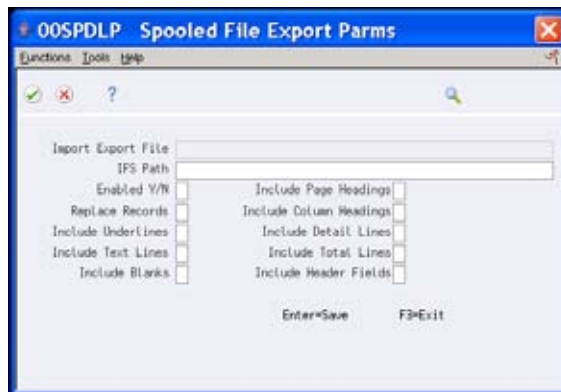 00SPDLP Spooled File Export Parms
Functions Tools Help
?
Import Export File
IFS Path
Enabled Y/N Include Page Headings
Replace Records Include Column Headings
Include Underlines Include Detail Lines
Include Text Lines Include Total Lines
Include Blanks Include Header Fields
Enter=Save F3=Exit